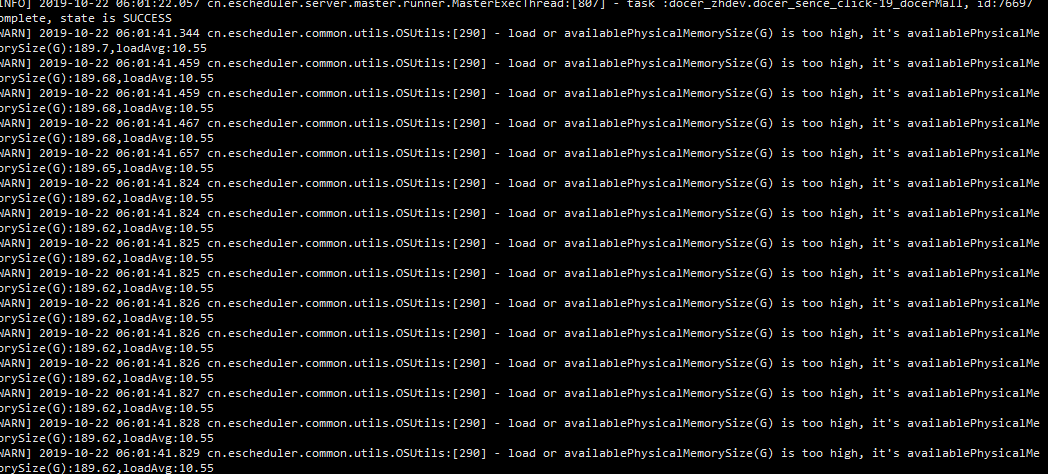 INFO] 2019-10-22 06:01:22.057 cn.escheduler.server.master.runner.MasterExecThread:[807] - task :docer_zhdev.docer_sence_click-19_docerMall, id:76697
omplete, state is SUCCESS
WARN] 2019-10-22 06:01:41.344 cn.escheduler.common.utils.OSUtils:[290] - load or availablePhysicalMemorySize(G) is too high, it's availablePhysicalMe
orySize(G):189.7,loadAvg:10.55
WARN] 2019-10-22 06:01:41.459 cn.escheduler.common.utils.OSUtils:[290] - load or availablePhysicalMemorySize(G) is too high, it's availablePhysicalMe
orySize(G):189.68,loadAvg:10.55
WARN] 2019-10-22 06:01:41.459 cn.escheduler.common.utils.OSUtils:[290] - load or availablePhysicalMemorySize(G) is too high, it's availablePhysicalMe
orySize(G):189.68,loadAvg:10.55
WARN] 2019-10-22 06:01:41.467 cn.escheduler.common.utils.OSUtils:[290] - load or availablePhysicalMemorySize(G) is too high, it's availablePhysicalMe
orySize(G):189.68,loadAvg:10.55
WARN] 2019-10-22 06:01:41.657 cn.escheduler.common.utils.OSUtils:[290] - load or availablePhysicalMemorySize(G) is too high, it's availablePhysicalMe
orySize(G):189.65,loadAvg:10.55
WARN] 2019-10-22 06:01:41.824 cn.escheduler.common.utils.OSUtils:[290] - load or availablePhysicalMemorySize(G) is too high, it's availablePhysicalMe
orySize(G):189.62,loadAvg:10.55
WARN] 2019-10-22 06:01:41.824 cn.escheduler.common.utils.OSUtils:[290] - load or availablePhysicalMemorySize(G) is too high, it's availablePhysicalMe
orySize(G):189.62,loadAvg:10.55
WARN] 2019-10-22 06:01:41.825 cn.escheduler.common.utils.OSUtils:[290] - load or availablePhysicalMemorySize(G) is too high, it's availablePhysicalMe
orySize(G):189.62,loadAvg:10.55
WARN] 2019-10-22 06:01:41.825 cn.escheduler.common.utils.OSUtils:[290] - load or availablePhysicalMemorySize(G) is too high, it's availablePhysicalMe
orySize(G):189.62,loadAvg:10.55
WARN] 2019-10-22 06:01:41.826 cn.escheduler.common.utils.OSUtils:[290] - load or availablePhysicalMemorySize(G) is too high, it's availablePhysicalMe
orySize(G):189.62,loadAvg:10.55
WARN] 2019-10-22 06:01:41.826 cn.escheduler.common.utils.OSUtils:[290] - load or availablePhysicalMemorySize(G) is too high, it's availablePhysicalMe
orySize(G):189.62,loadAvg:10.55
WARN] 2019-10-22 06:01:41.826 cn.escheduler.common.utils.OSUtils:[290] - load or availablePhysicalMemorySize(G) is too high, it's availablePhysicalMe
orySize(G):189.62,loadAvg:10.55
WARN] 2019-10-22 06:01:41.827 cn.escheduler.common.utils.OSUtils:[290] - load or availablePhysicalMemorySize(G) is too high, it's availablePhysicalMe
orySize(G):189.62,loadAvg:10.55
WARN] 2019-10-22 06:01:41.828 cn.escheduler.common.utils.OSUtils:[290] - load or availablePhysicalMemorySize(G) is too high, it's availablePhysicalMe
orySize(G):189.62,loadAvg:10.55
WARN] 2019-10-22 06:01:41.829 cn.escheduler.common.utils.OSUtils:[290] - load or availablePhysicalMemorySize(G) is too high, it's availablePhysicalMe
orySize(G):189.62,loadAvg:10.55